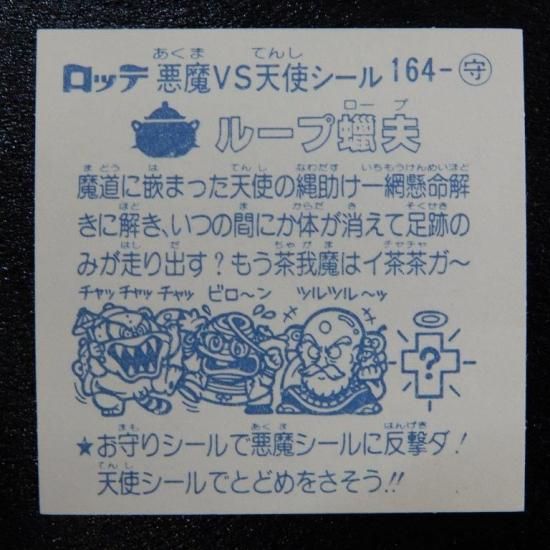 ロッテ 悪魔VS天使シール 164-守
ループ蠟夫
魔道に嵌まった天使の縄助け一網懸命解
きに解き、いつの間にか体が消えて足跡の
みが走り出す?もう茶我魔はイ茶茶ガ〜
チャッチャッチャッ ビロ〜ン ツルツル〜ッ
?
★お守りシールで悪魔シールに反撃ダ!
天使シールでとどめをさそう!!